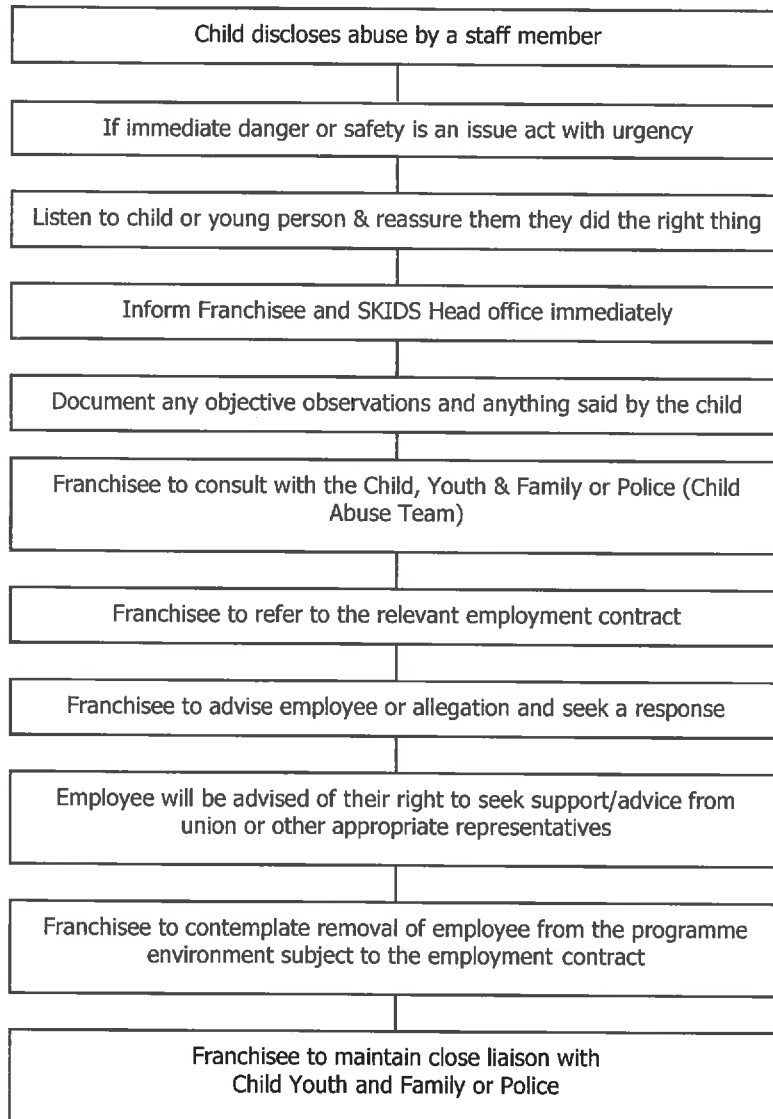 Child discloses abuse by a staff member
If immediate danger or safety is an issue act with urgency
Listen to child or young person & reassure them they did the right thing
Inform Franchisee and SKIDS Head office immediately
Document any objective observations and anything said by the child
Franchisee to consult with the Child, Youth & Family or Police (Child
Abuse Team)
Franchisee to refer to the relevant employment contract
Franchisee to advise employee or allegation and seek a response
Employee will be advised of their right to seek support/advice from
union or other appropriate representatives
Franchisee to contemplate removal of employee from the programme
environment subject to the employment contract
Franchisee to maintain close liaison with
Child Youth and Family or Police